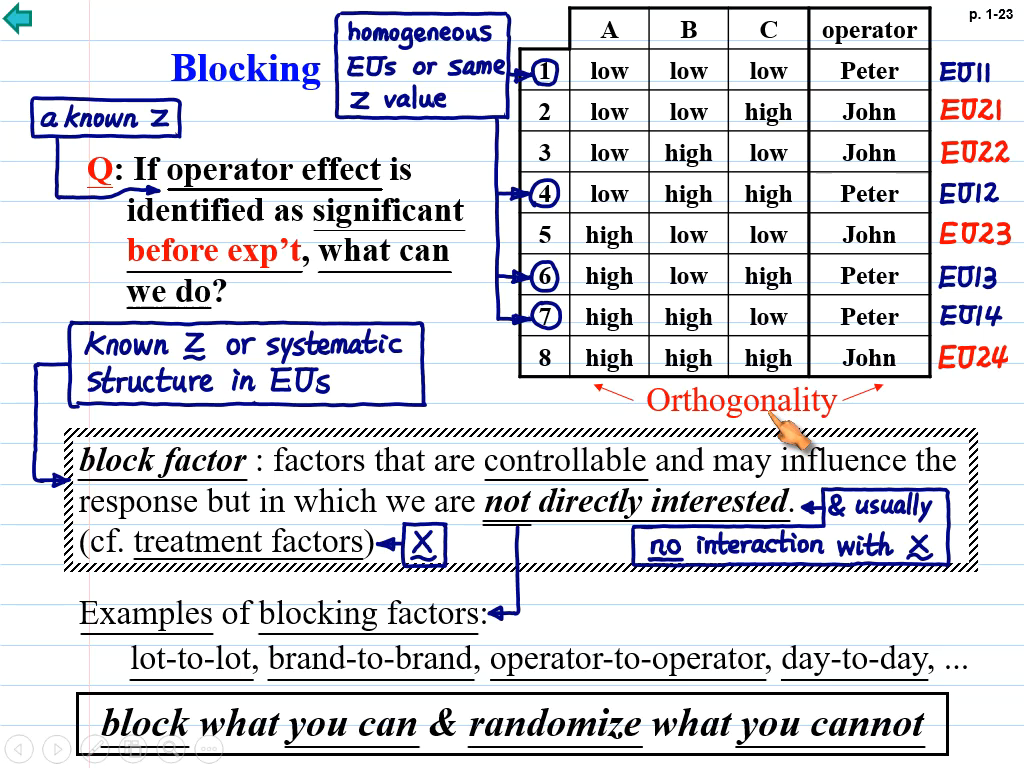 p. 1-23
Blocking
homogeneous
EUs or same
Z value
a known Z
Q: If operator effect is
identified as significant
before exp’t, what can
we do?
A B C operator
1 low low low Peter EU11
2 low low high John EU21
3 low high low John EU22
4 low high high Peter EU12
5 high low low John EU23
6 high low high Peter EU13
7 high high low Peter EU14
8 high high high John EU24
Orthogonality
Known Z or systematic
structure in EUs
block factor : factors that are controllable and may influence the
response but in which we are not directly interested.
& usually
no interaction with X
(cf. treatment factors)
X
Examples of blocking factors:
lot-to-lot, brand-to-brand, operator-to-operator, day-to-day, ...
block what you can & randomize what you cannot